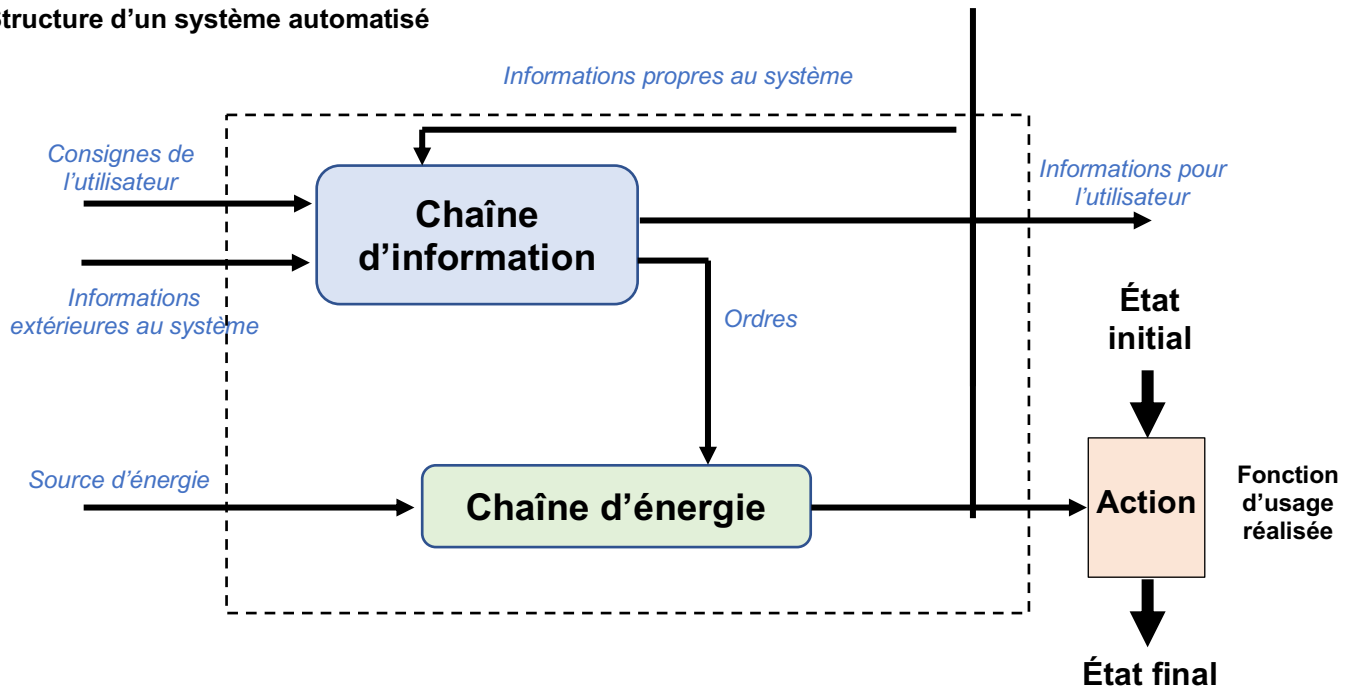 Structure d'un système automatisé
Informations propres au système
Consignes de
l'utilisateur
Informations pour
l'utilisateur
Chaîne
d'information
Informations
extérieures au système
Ordres
État
initial
Source d'énergie
Chaîne d'énergie
Action
Fonction
d'usage
réalisée
État final